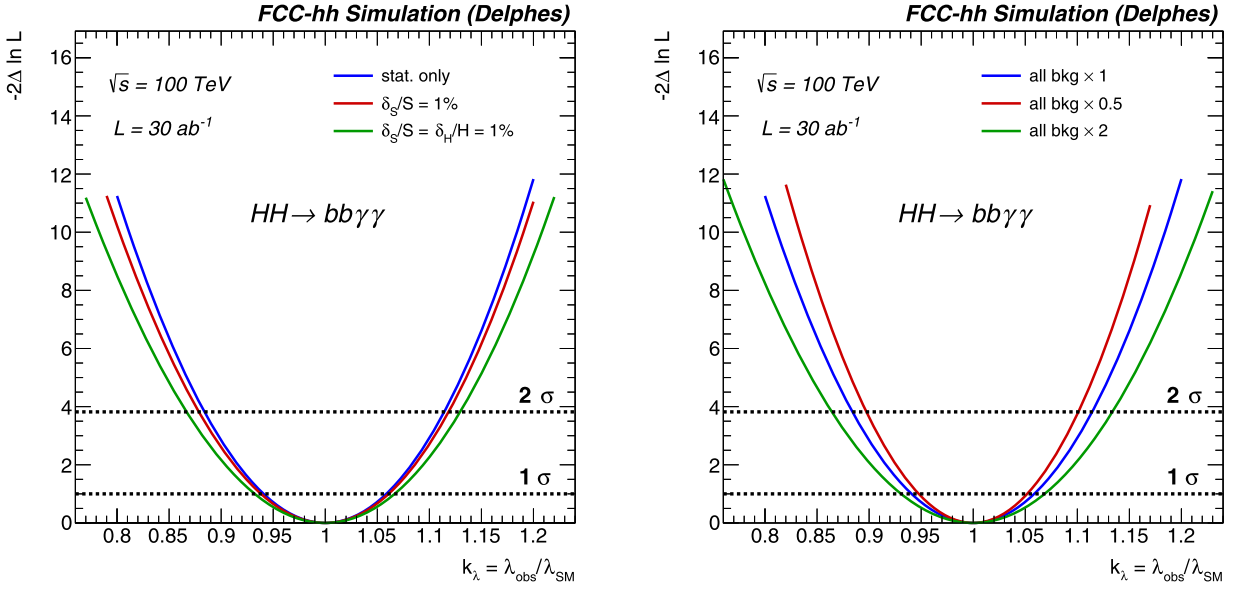 FCC-hh Simulation (Delphes)
-2Δ ln L
16
14
12
10
8
6
4
2
0
√s = 100 TeV
L = 30 ab⁻¹
stat. only
δ_S/S = 1%
δ_S/S = δ_H/H = 1%
HH→ bbγγ
2 σ
1 σ
0.8 0.85 0.9 0.95 1 1.05 1.1 1.15 1.2
k_λ = λ_obs/λ_SM
FCC-hh Simulation (Delphes)
-2Δ ln L
16
14
12
10
8
6
4
2
0
√s = 100 TeV
L = 30 ab⁻¹
all bkg × 1
all bkg × 0.5
all bkg × 2
HH→ bbγγ
2 σ
1 σ
0.8 0.85 0.9 0.95 1 1.05 1.1 1.15 1.2
k_λ = λ_obs/λ_SM